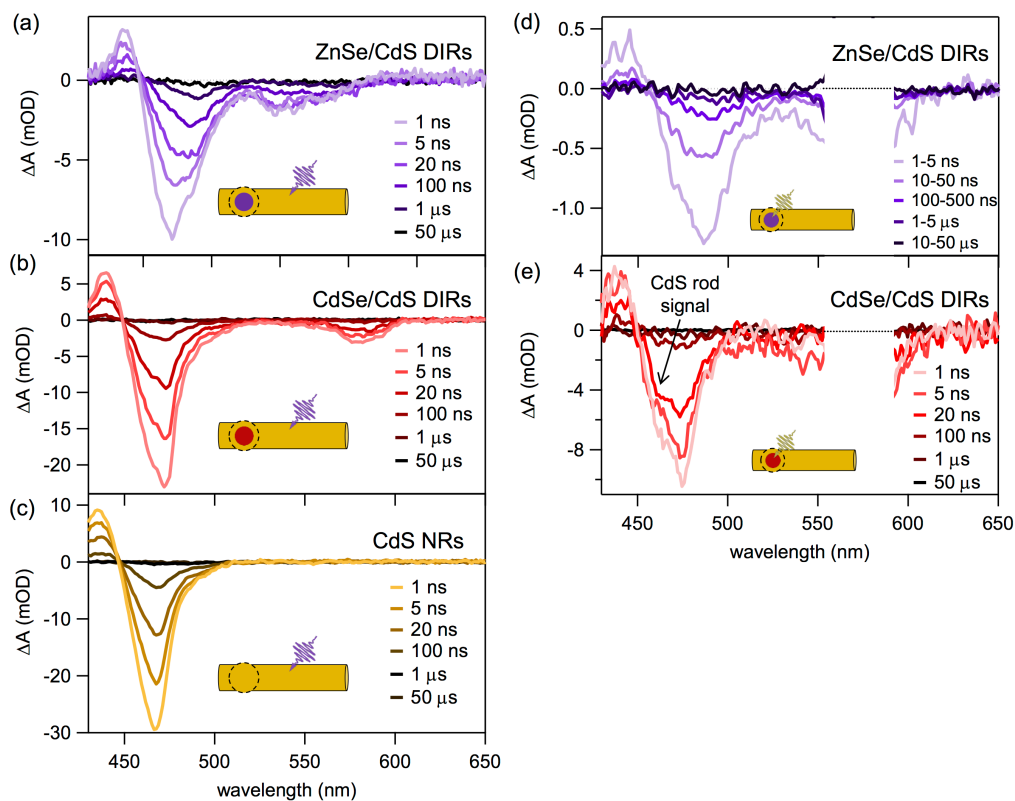 (a)
ZnSe/CdS DIRs
0
-5
-10
ΔA (mOD)
1 ns
5 ns
20 ns
100 ns
1 μs
50 μs
(b)
CdSe/CdS DIRs
5
0
-5
-10
-15
-20
ΔA (mOD)
1 ns
5 ns
20 ns
100 ns
1 μs
50 μs
(c)
CdS NRs
10
0
-10
-20
-30
ΔA (mOD)
1 ns
5 ns
20 ns
100 ns
1 μs
50 μs
450 500 550 600 650
wavelength (nm)
(d)
ZnSe/CdS DIRs
0.5
0.0
-0.5
-1.0
ΔA (mOD)
1-5 ns
10-50 ns
100-500 ns
1-5 μs
10-50 μs
(e)
CdSe/CdS DIRs
CdS rod
signal
4
0
-4
-8
ΔA (mOD)
1 ns
5 ns
20 ns
100 ns
1 μs
50 μs
450 500 550 600 650
wavelength (nm)